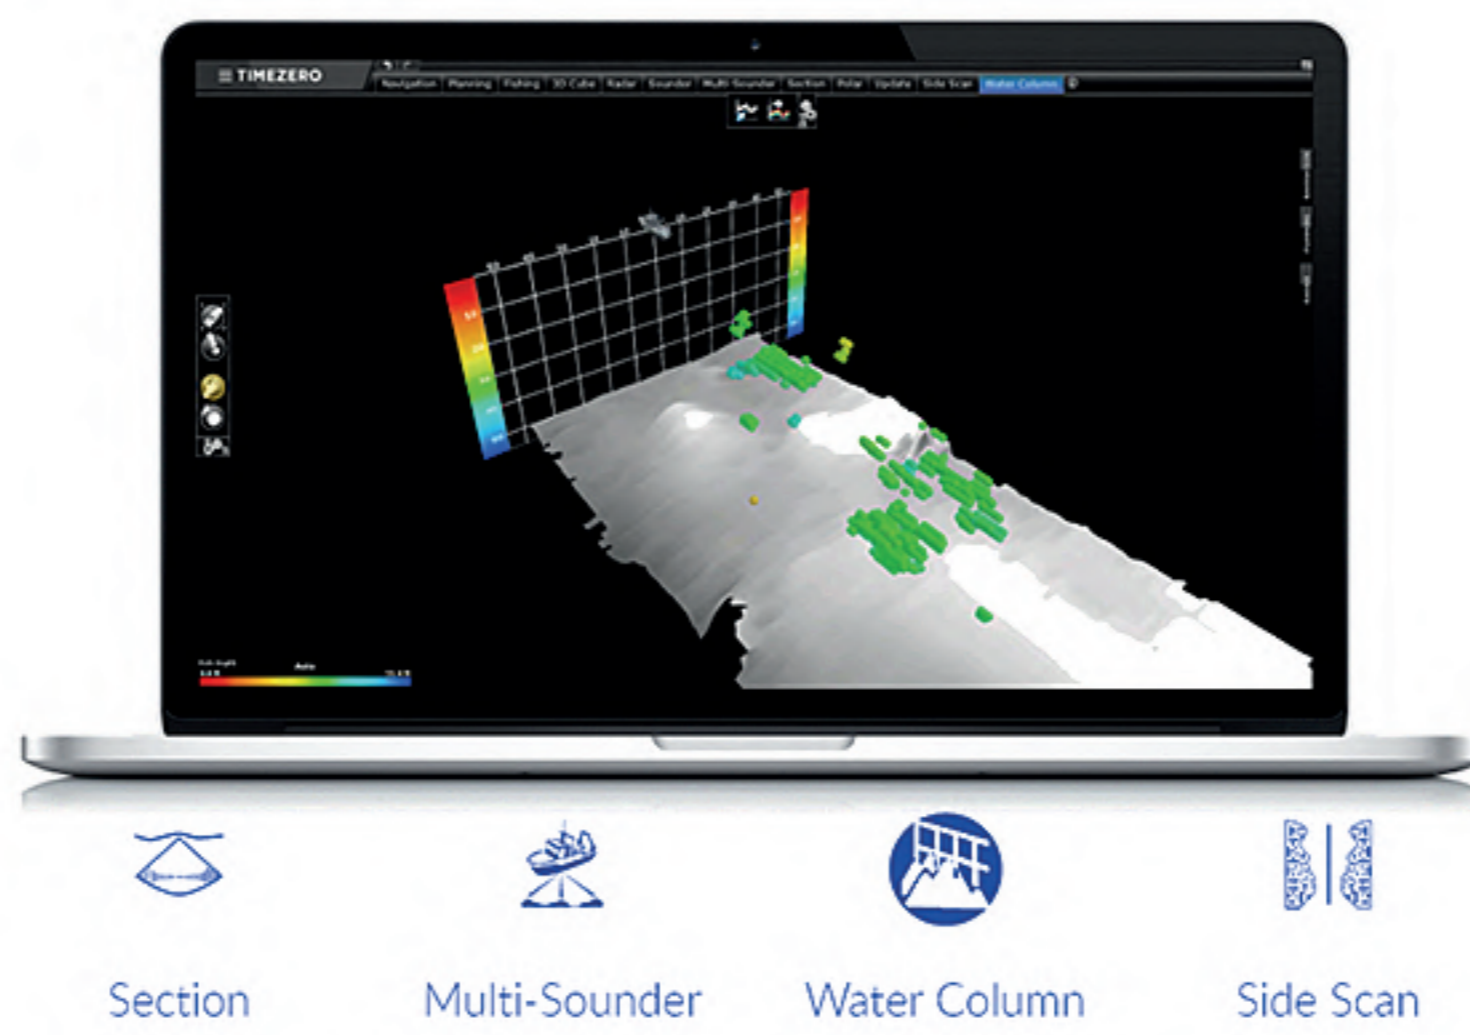 TIMEZERO
Navigation Planning Fishing 3D Cube Radar Sounder Multi-Sounder Section Polar Update Side Scan Water Column
Auto
Section
Multi-Sounder
Water Column
Side Scan